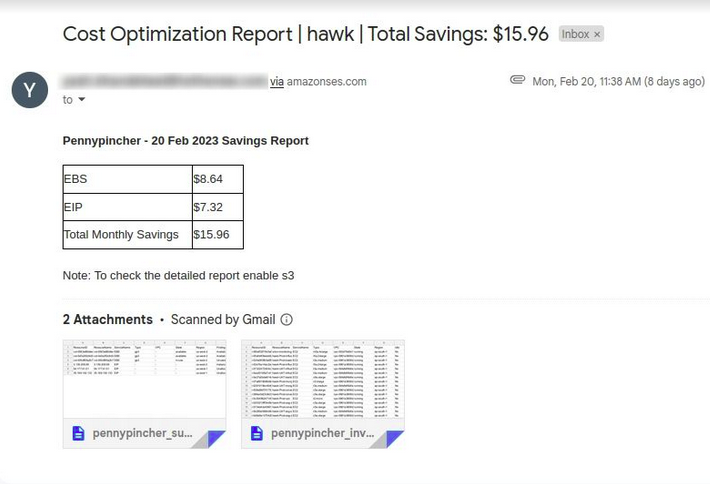 Cost Optimization Report | hawk | Total Savings: $15.96 Inbox ×
Y via amazonses.com Mon, Feb 20, 11:38 AM (8 days ago)
to
Pennypincher - 20 Feb 2023 Savings Report
EBS $8.64
EIP $7.32
Total Monthly Savings $15.96
Note: To check the detailed report enable s3
2 Attachments • Scanned by Gmail
pennypincher_su... pennypincher_inv...